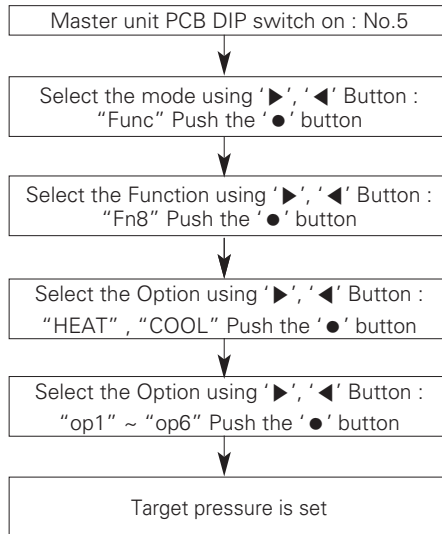 Master unit PCB DIP switch on : No.5
Select the mode using ‘▶’, ‘◀’ Button :
“Func” Push the ‘●’ button
Select the Function using ‘▶’, ‘◀’ Button :
“Fn8” Push the ‘●’ button
Select the Option using ‘▶’, ‘◀’ Button :
“HEAT” , “COOL” Push the ‘●’ button
Select the Option using ‘▶’, ‘◀’ Button :
“op1” ~ “op6” Push the ‘●’ button
Target pressure is set